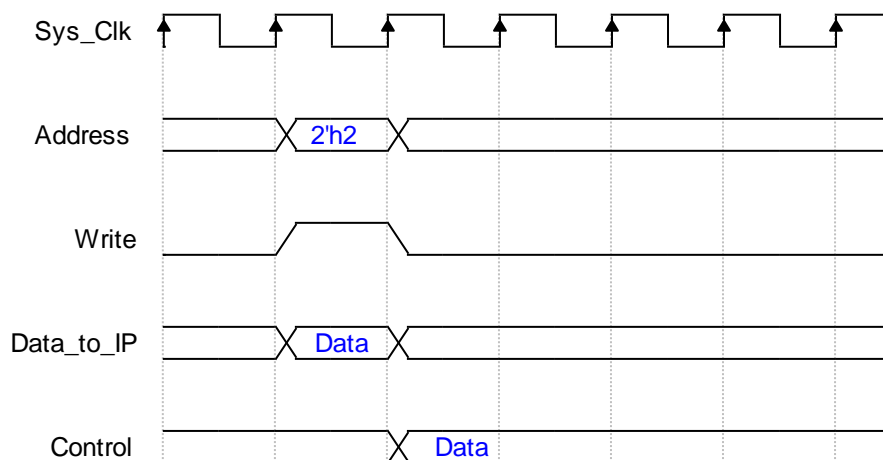 Sys_Clk
Address 2'h2
Write
Data_to_IP Data
Control Data